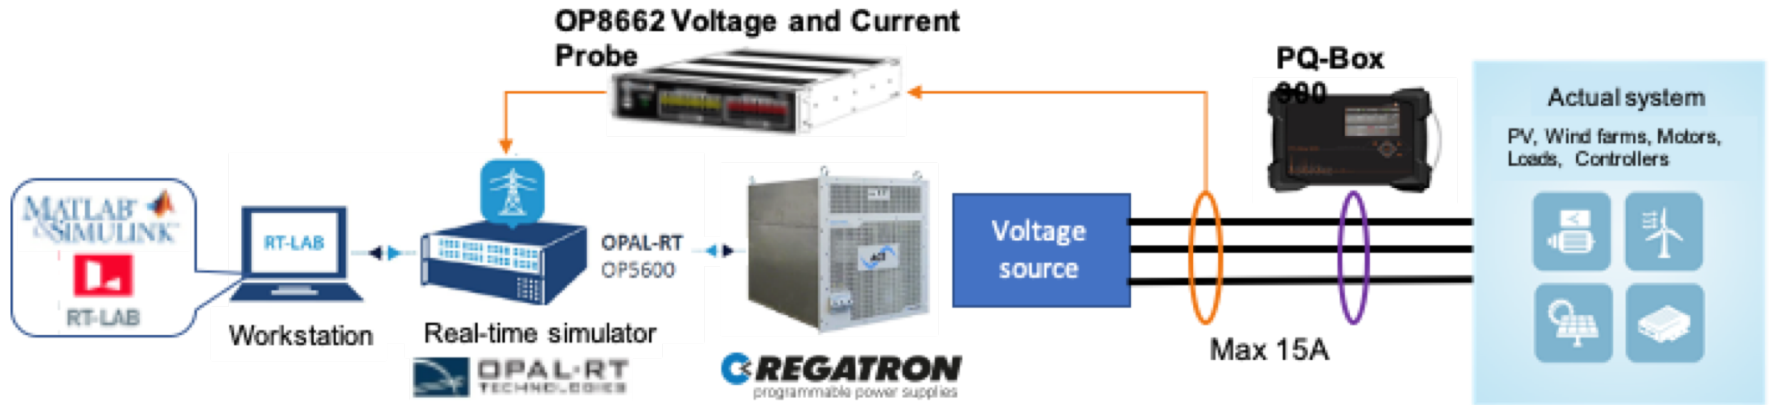 OP8662 Voltage and Current
Probe
PQ-Box
300
Actual system
PV, Wind farms, Motors,
Loads, Controllers
MATLAB
&SIMULINK
RT-LAB
RT-LAB
OPAL-RT
OP5600
Voltage
source
Workstation
Real-time simulator
Max 15A
OPAL-RT
TECHNOLOGIES
REGATRON
programmable power supplies